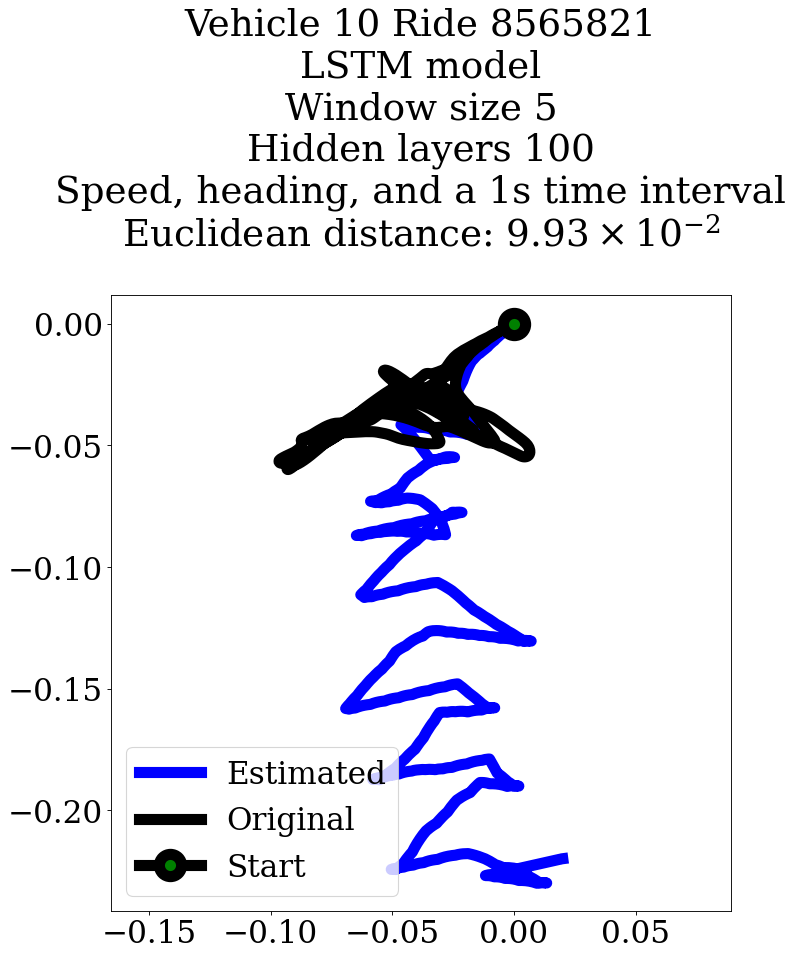 Vehicle 10 Ride 8565821
LSTM model
Window size 5
Hidden layers 100
Speed, heading, and a 1s time interval
Euclidean distance: 9.93 × 10⁻²
0.00
−0.05
−0.10
−0.15
−0.20
Estimated
Original
Start
−0.15 −0.10 −0.05 0.00 0.05